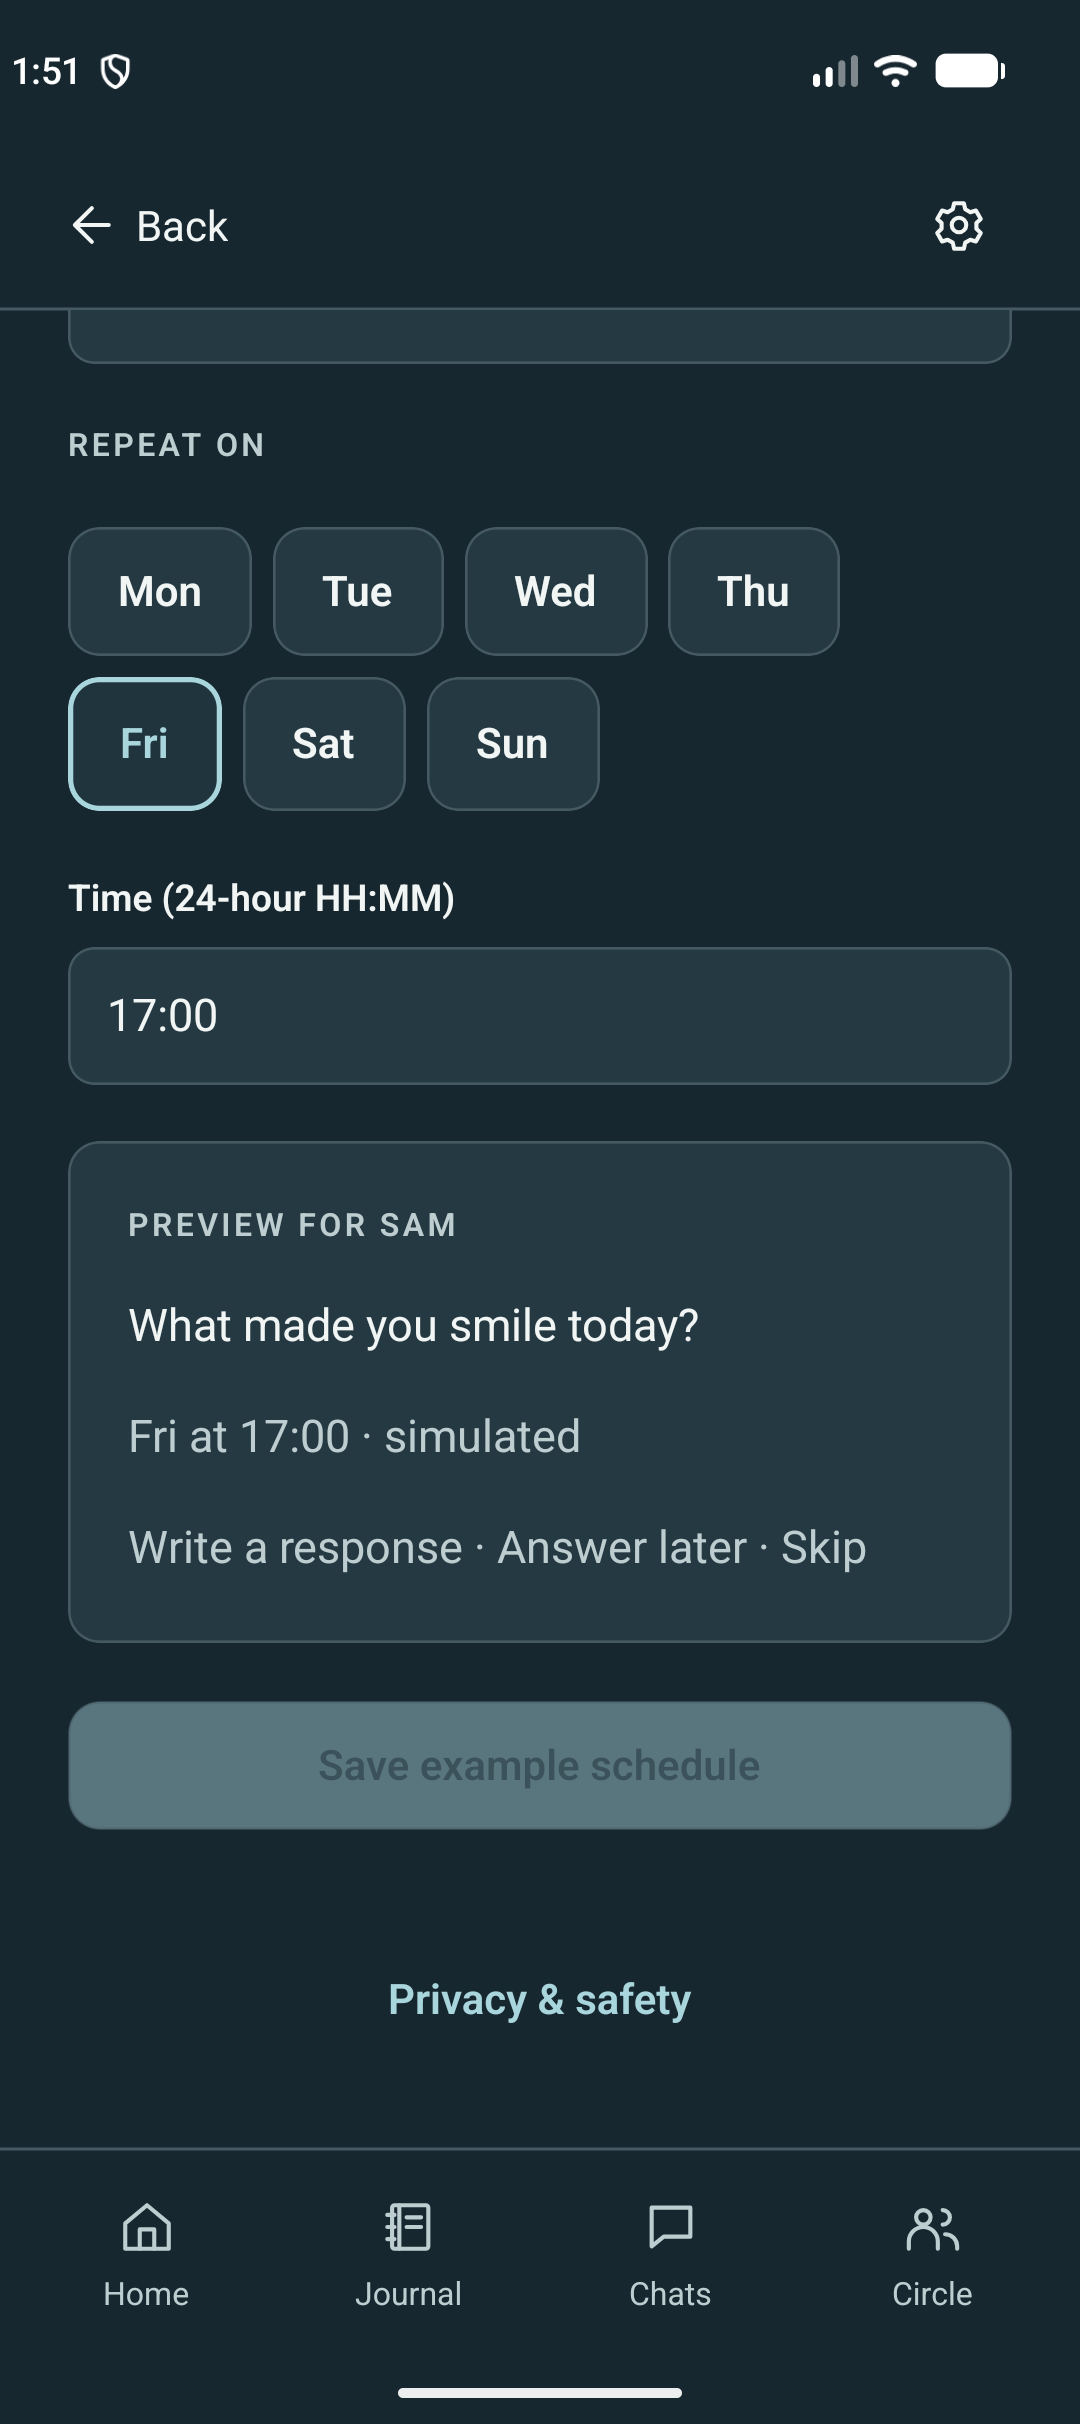 1:51
Back
REPEAT ON
Mon Tue Wed Thu
Fri Sat Sun
Time (24-hour HH:MM)
17:00
PREVIEW FOR SAM
What made you smile today?
Fri at 17:00 · simulated
Write a response · Answer later · Skip
Save example schedule
Privacy & safety
Home Journal Chats Circle